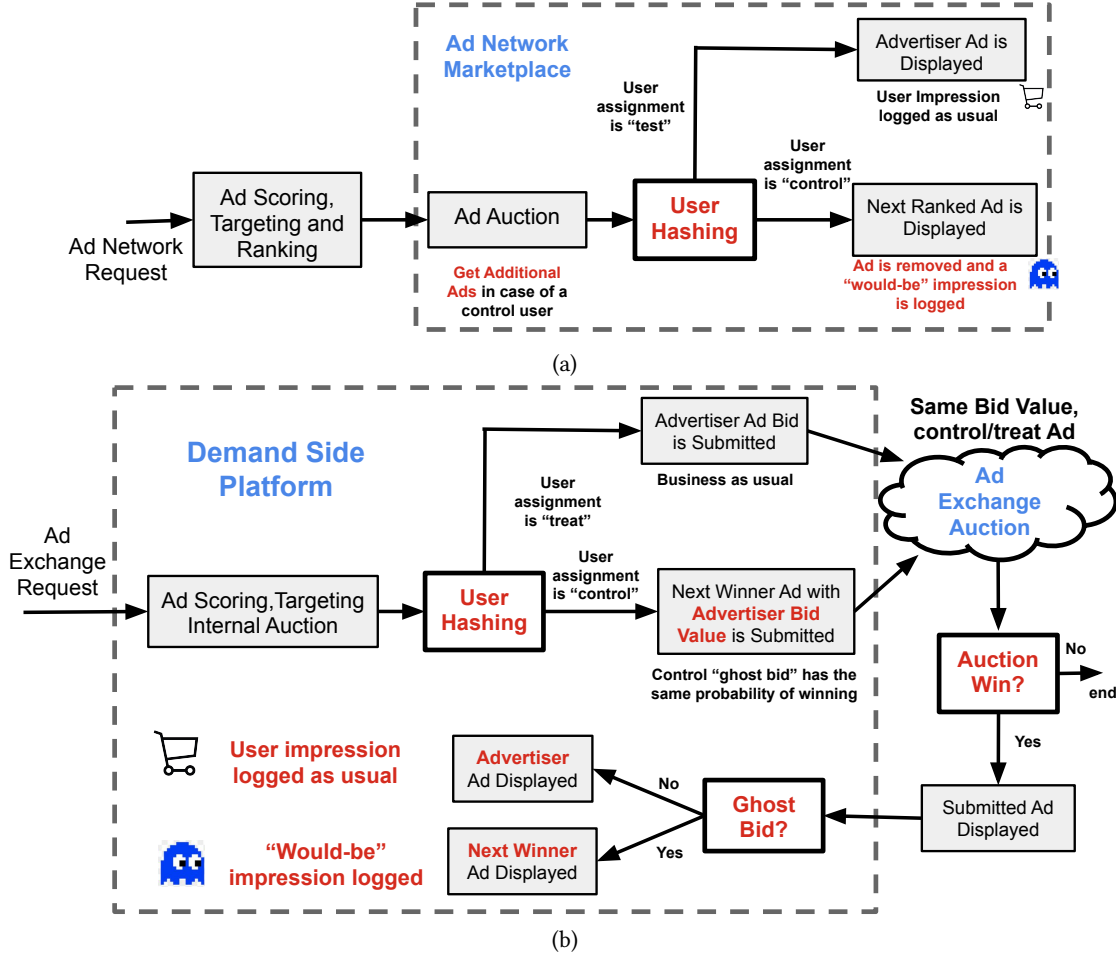 Ad Network
Marketplace
Ad Network
Request
Ad Scoring,
Targeting and
Ranking
Ad Auction
Get Additional
Ads in case of a
control user
User
Hashing
User
assignment
is “test”
Advertiser Ad is
Displayed
User Impression
logged as usual
User
assignment
is “control”
Next Ranked Ad is
Displayed
Ad is removed and a
“would-be” impression
is logged
(a)
Demand Side
Platform
Ad
Exchange
Request
Ad Scoring,Targeting
Internal Auction
User
Hashing
User
assignment
is “treat”
Advertiser Ad Bid
is Submitted
Business as usual
User
assignment
is “control”
Next Winner Ad with
Advertiser Bid
Value is Submitted
Control “ghost bid” has the
same probability of winning
Same Bid Value,
control/treat Ad
Ad
Exchange
Auction
Auction
Win?
No
end
Yes
Submitted Ad
Displayed
Ghost
Bid?
No
Yes
Advertiser
Ad Displayed
Next Winner
Ad Displayed
User impression
logged as usual
“Would-be”
impression logged
(b)